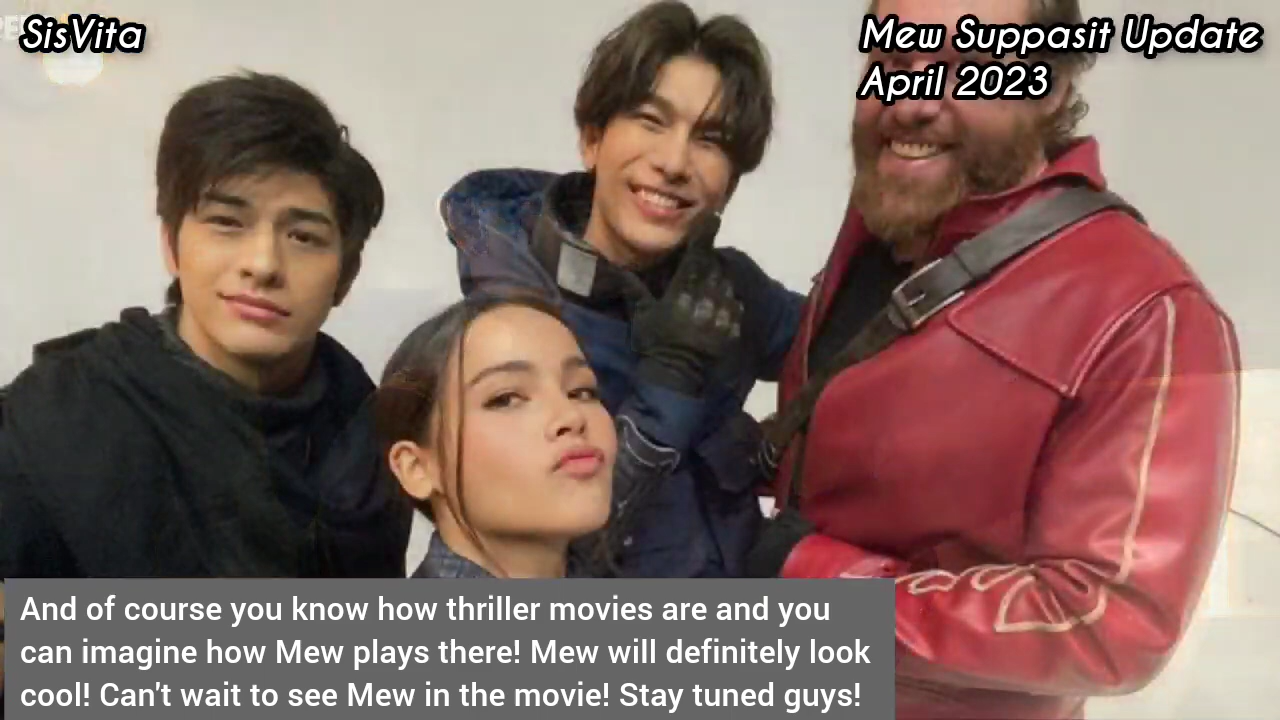 SisVita
Mew Suppasit Update
April 2023
And of course you know how thriller movies are and you
can imagine how Mew plays there! Mew will definitely look
cool! Can't wait to see Mew in the movie! Stay tuned guys!